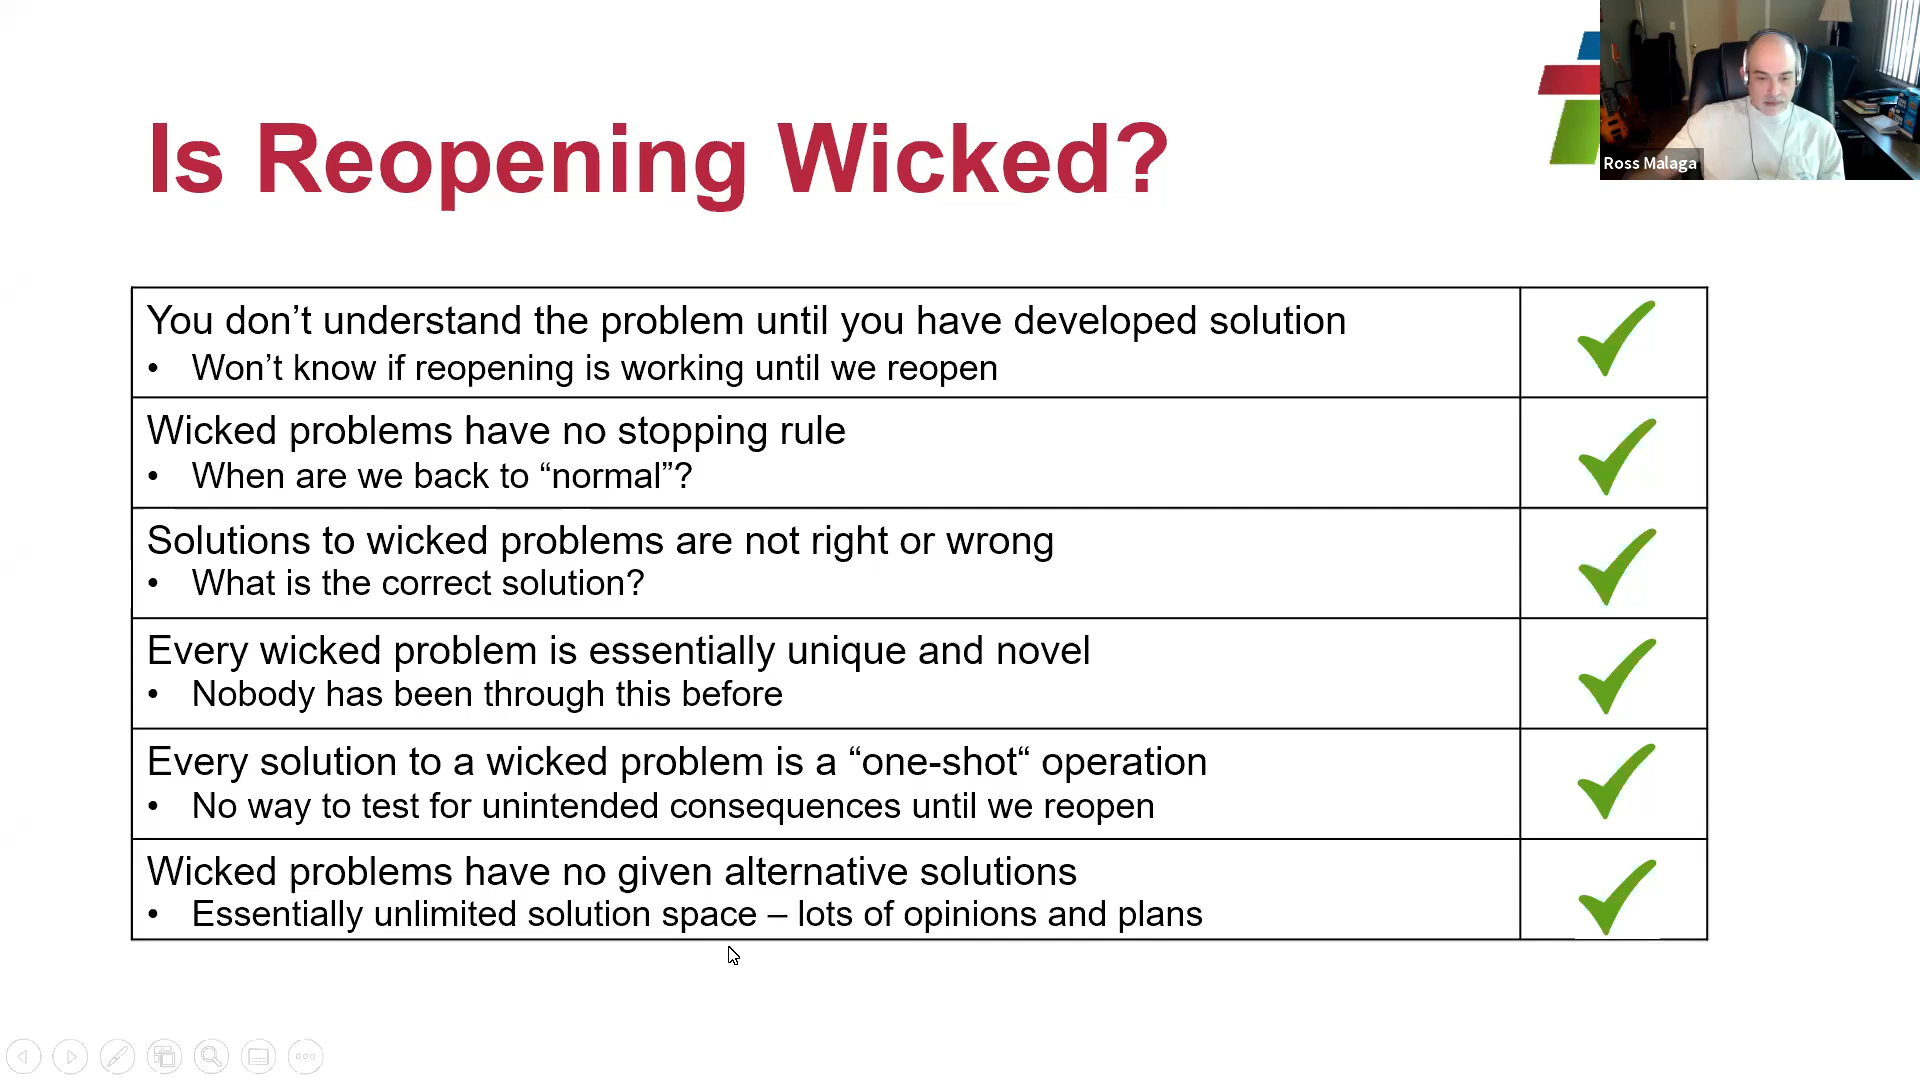 Is Reopening Wicked?
Ross Malaga
You don’t understand the problem until you have developed solution
• Won’t know if reopening is working until we reopen
Wicked problems have no stopping rule
• When are we back to “normal”?
Solutions to wicked problems are not right or wrong
• What is the correct solution?
Every wicked problem is essentially unique and novel
• Nobody has been through this before
Every solution to a wicked problem is a “one-shot“ operation
• No way to test for unintended consequences until we reopen
Wicked problems have no given alternative solutions
• Essentially unlimited solution space – lots of opinions and plans